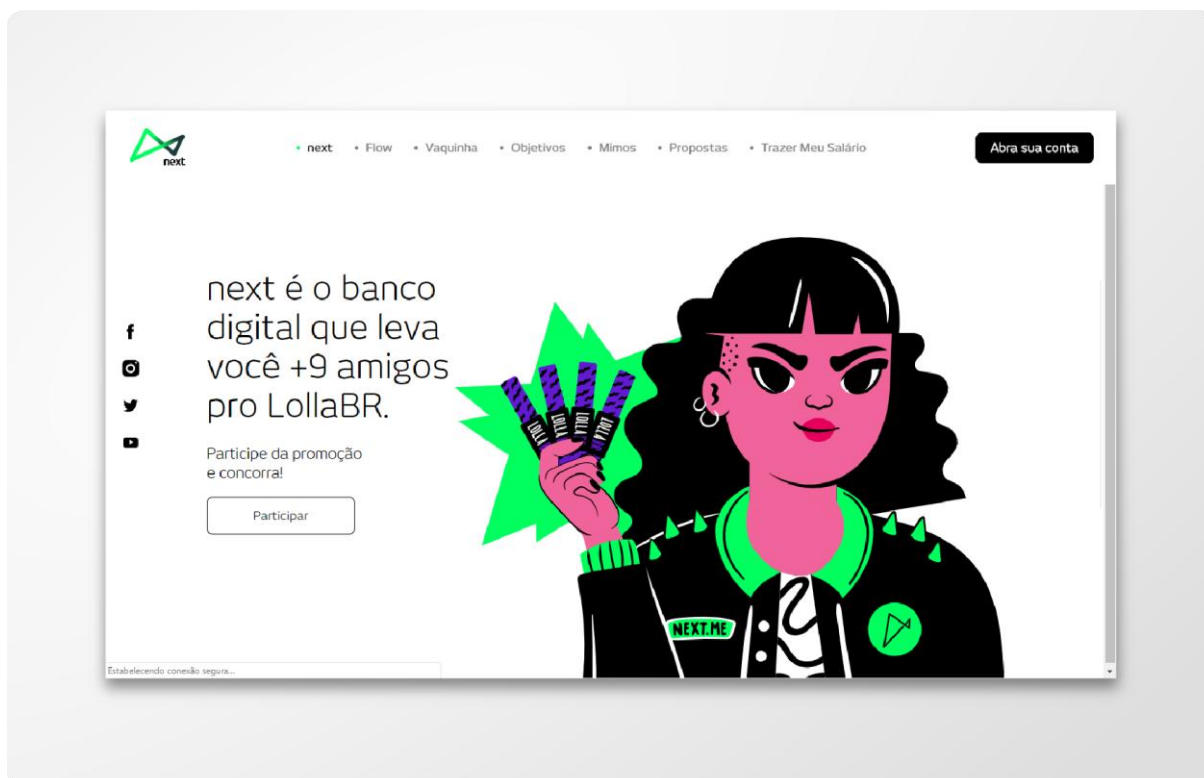 next
• next • Flow • Vaquinha • Objetivos • Mimos • Propostas • Trazer Meu Salário
Abra sua conta
next é o banco
digital que leva
você +9 amigos
pro LollaBR.
Participe da promoção
e concorra!
Participar
LOLLA LOLLA LOLLA LOLLA
NEXT.ME
Estabelecendo conexão segura...